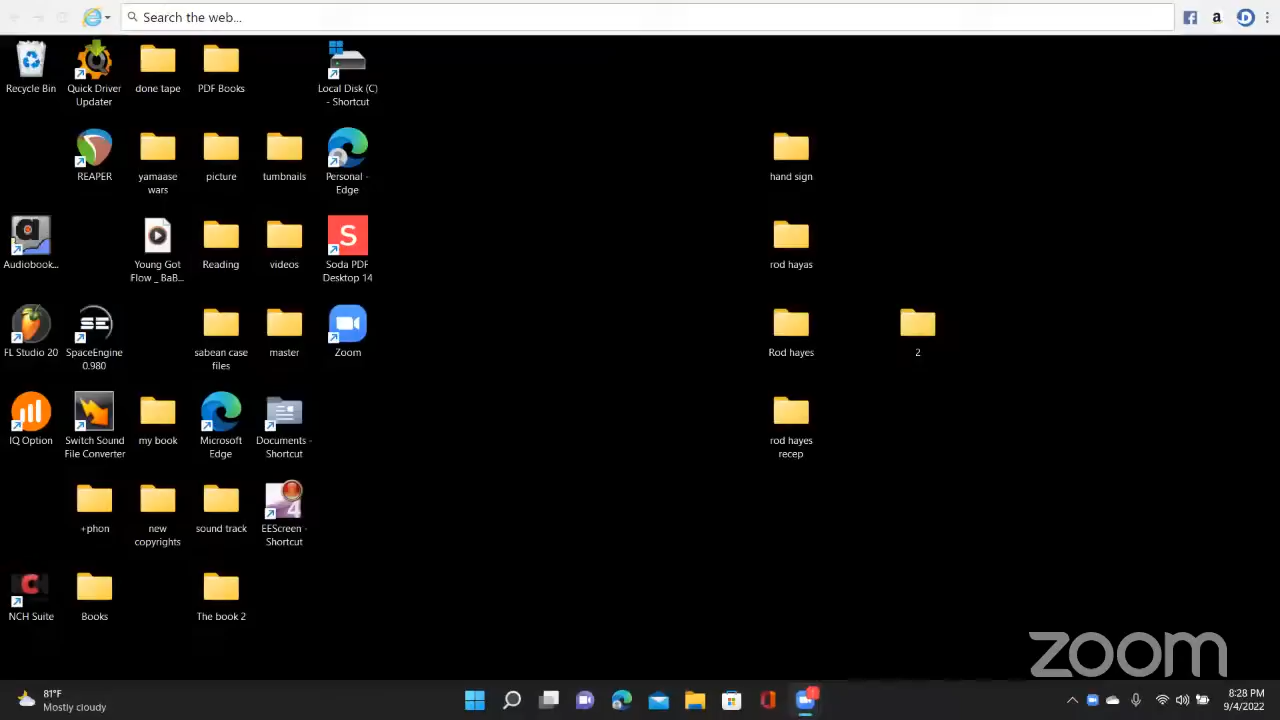 Search the web...
Recycle Bin
Quick Driver
Updater
done tape
PDF Books
Local Disk (C)
- Shortcut
REAPER
yamaase
wars
picture
tumbnails
Personal -
Edge
hand sign
Audiobook...
Young Got
Flow _ BaB...
Reading
videos
S
Soda PDF
Desktop 14
rod hayas
FL Studio 20
SE
SpaceEngine
0.980
sabean case
files
master
Zoom
Rod hayes
2
IQ Option
Switch Sound
File Converter
my book
Microsoft
Edge
Documents -
Shortcut
rod hayes
recep
+phon
new
copyrights
sound track
4
EEScreen -
Shortcut
C
NCH Suite
Books
The book 2
zoom
81°F
Mostly cloudy
8:28 PM
9/4/2022